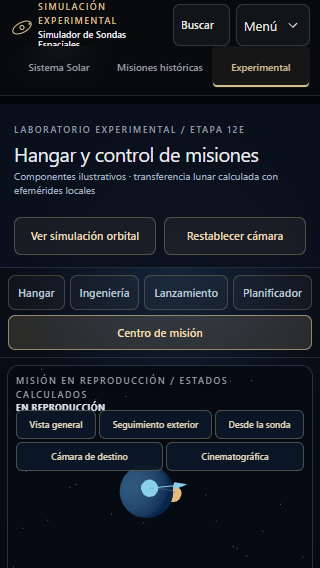 SIMULACIÓN
EXPERIMENTAL
Simulador de Sondas
Espaciales
Buscar
Menú
Sistema Solar
Misiones históricas
Experimental
LABORATORIO EXPERIMENTAL / ETAPA 12E
Hangar y control de misiones
Componentes ilustrativos · transferencia lunar calculada con
efemérides locales
Ver simulación orbital
Restablecer cámara
Hangar
Ingeniería
Lanzamiento
Planificador
Centro de misión
MISIÓN EN REPRODUCCIÓN / ESTADOS
CALCULADOS
EN REPRODUCCIÓN
Vista general
Seguimiento exterior
Desde la sonda
Cámara de destino
Cinematográfica